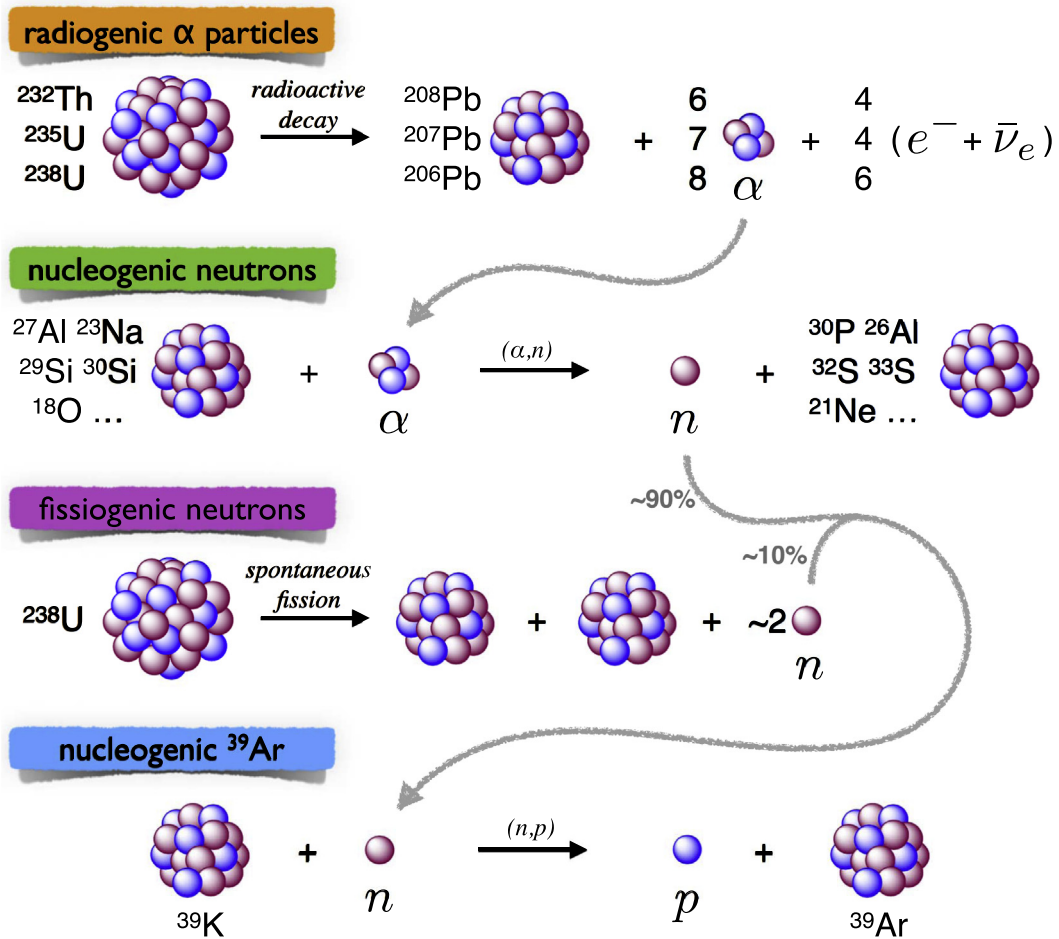 radiogenic α particles
²³²Th radioactive ²⁰⁸Pb 6 4
²³⁵U decay ²⁰⁷Pb + 7 + 4 (e⁻ + ν̄ₑ)
²³⁸U ²⁰⁶Pb 8 α 6
nucleogenic neutrons
²⁷Al ²³Na (α,n) ³⁰P ²⁶Al
²⁹Si ³⁰Si + + ³²S ³³S
¹⁸O ... α n ²¹Ne ...
~90%
fissiogenic neutrons
~10%
spontaneous
fission
²³⁸U + + ~2
n
nucleogenic ³⁹Ar
(n,p)
+ +
n p
³⁹K ³⁹Ar